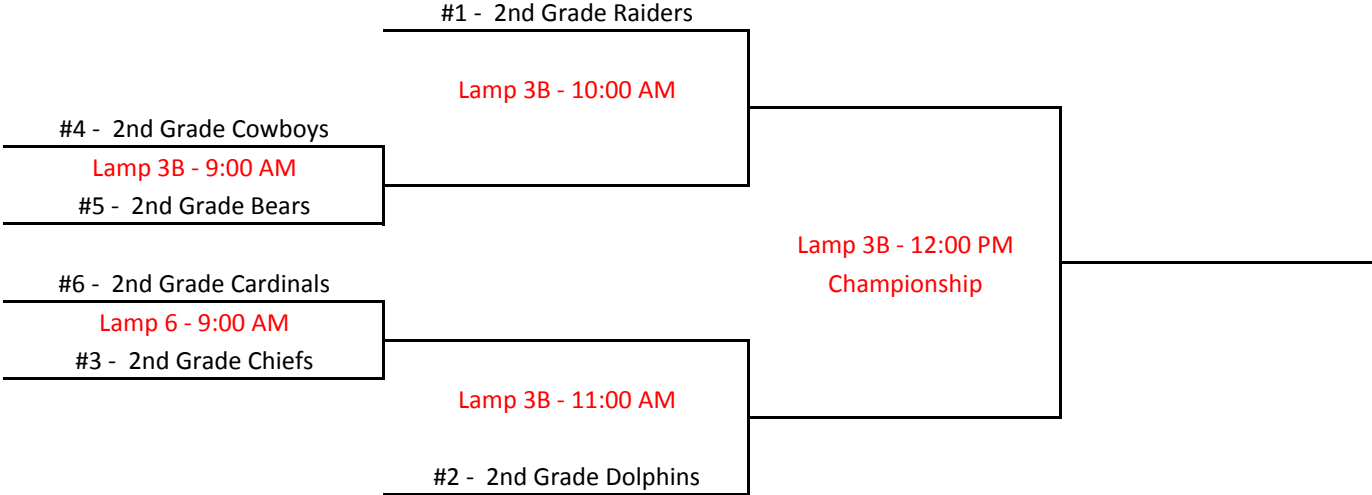 #1 - 2nd Grade Raiders
Lamp 3B - 10:00 AM
#4 - 2nd Grade Cowboys
Lamp 3B - 9:00 AM
#5 - 2nd Grade Bears
Lamp 3B - 12:00 PM
Championship
#6 - 2nd Grade Cardinals
Lamp 6 - 9:00 AM
#3 - 2nd Grade Chiefs
Lamp 3B - 11:00 AM
#2 - 2nd Grade Dolphins